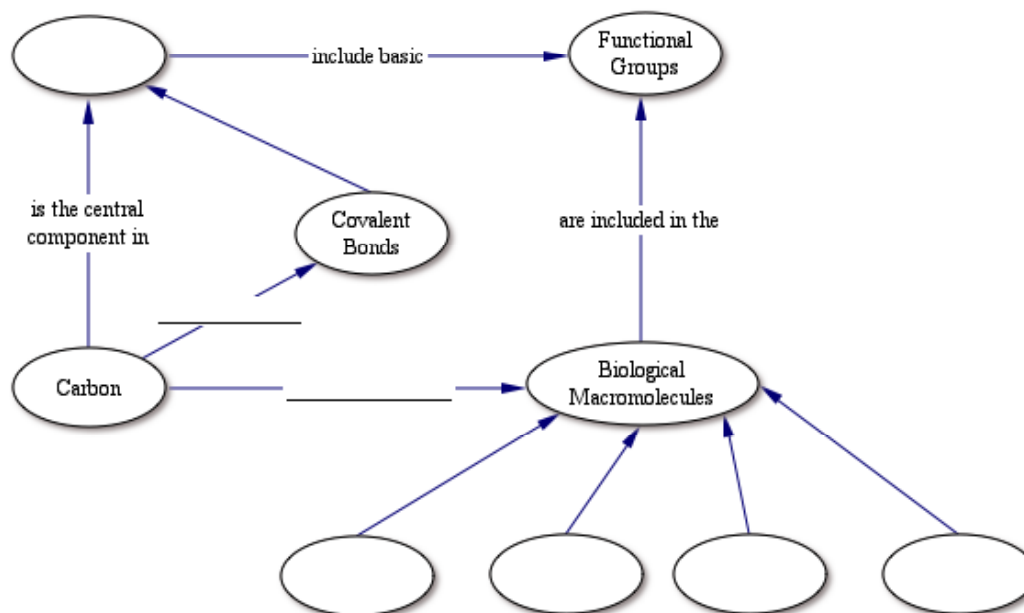 include basic
Functional
Groups
is the central
component in
Covalent
Bonds
are included in the
Carbon
Biological
Macromolecules